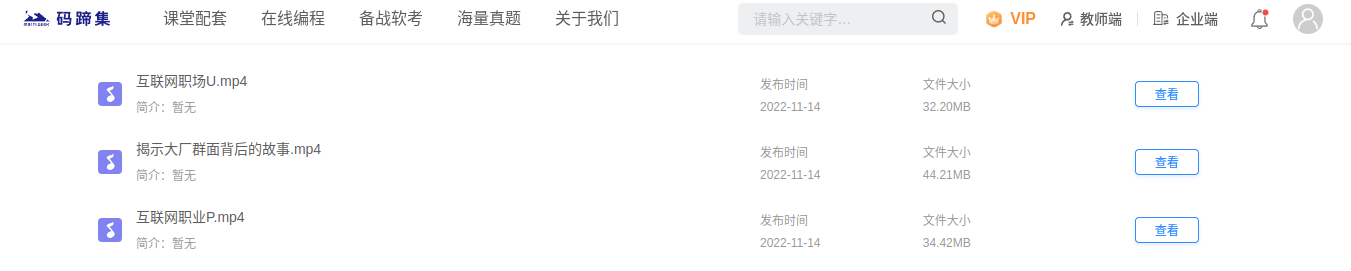 码蹄集 课堂配套 在线编程 备战软考 海量真题 关于我们 请输入关键字... VIP 教师端 企业端
互联网职场U.mp4
简介：暂无
发布时间 文件大小
2022-11-14 32.20MB
查看
揭示大厂群面背后的故事.mp4
简介：暂无
发布时间 文件大小
2022-11-14 44.21MB
查看
互联网职业P.mp4
简介：暂无
发布时间 文件大小
2022-11-14 34.42MB
查看